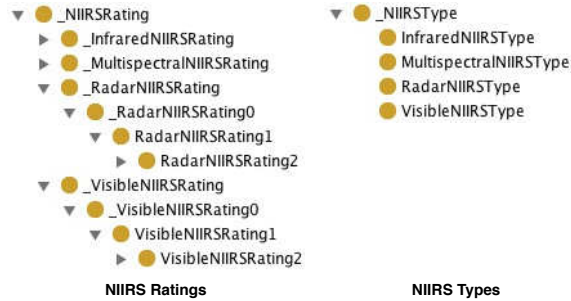 _NIIRSRating
_InfraredNIIRSRating
_MultispectralNIIRSRating
_RadarNIIRSRating
_RadarNIIRSRating0
RadarNIIRSRating1
RadarNIIRSRating2
_VisibleNIIRSRating
_VisibleNIIRSRating0
VisibleNIIRSRating1
VisibleNIIRSRating2
NIIRS Ratings
_NIIRSType
InfraredNIIRSType
MultispectralNIIRSType
RadarNIIRSType
VisibleNIIRSType
NIIRS Types